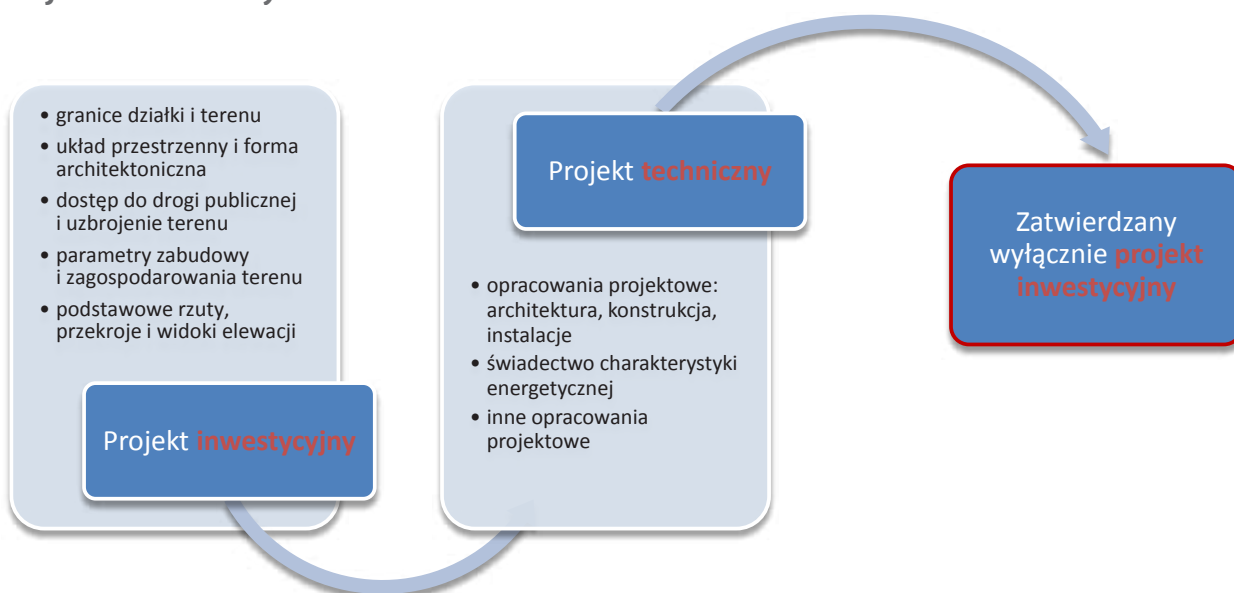 • granice działki i terenu
• układ przestrzenny i forma
architektoniczna
• dostęp do drogi publicznej
i uzbrojenie terenu
• parametry zabudowy
i zagospodarowania terenu
• podstawowe rzuty,
przekroje i widoki elewacji
Projekt inwestycyjny
Projekt techniczny
• opracowania projektowe:
architektura, konstrukcja,
instalacje
• świadectwo charakterystyki
energetycznej
• inne opracowania
projektowe
Zatwierdzany
wyłącznie projekt
inwestycyjny